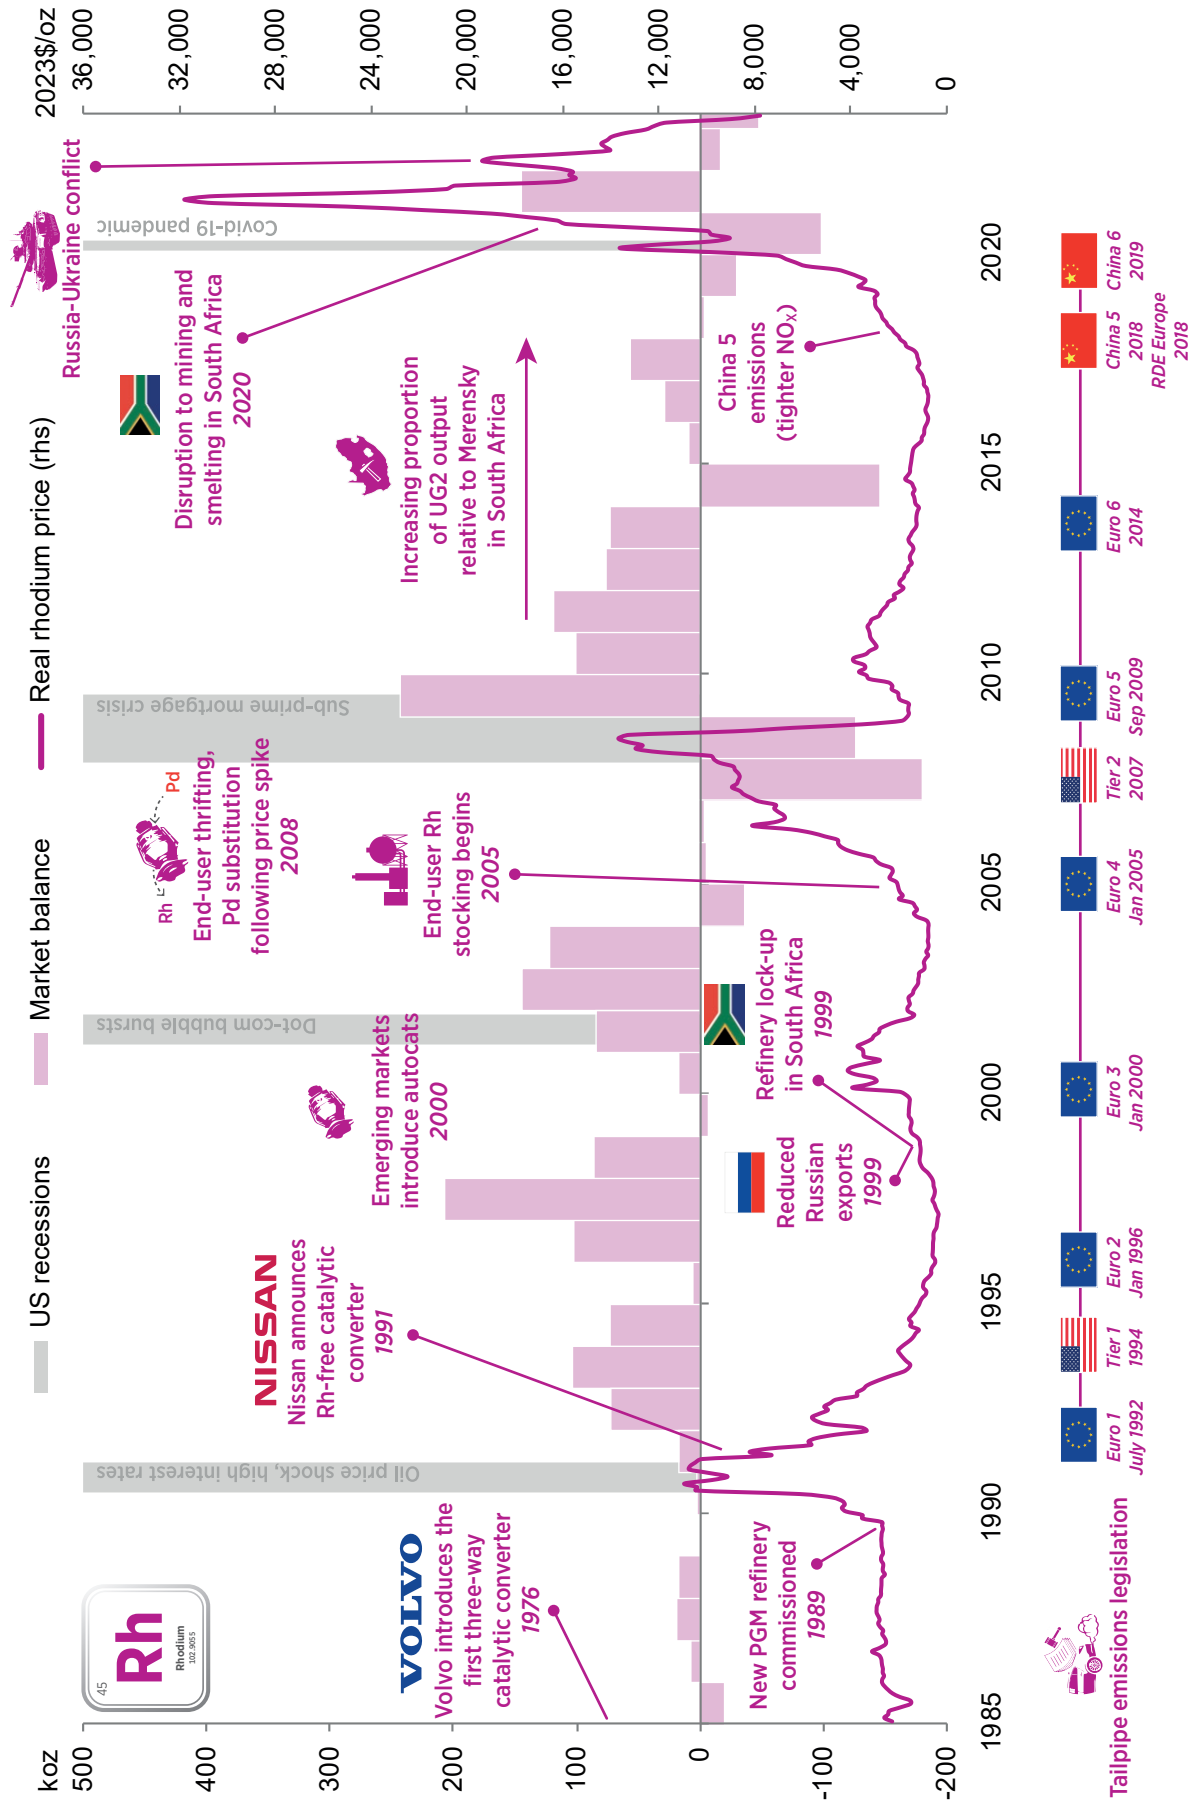 koz
US recessions
Market balance
Real rhodium price (rhs)
2023$/oz
500
400
300
200
100
0
-100
-200
36,000
32,000
28,000
24,000
20,000
16,000
12,000
8,000
4,000
0
45
Rh
Rhodium
102.9055
VOLVO
Volvo introduces the
first three-way
catalytic converter
1976
New PGM refinery
commissioned
1989
Oil price shock, high interest rates
NISSAN
Nissan announces
Rh-free catalytic
converter
1991
Emerging markets
introduce autocats
2000
Reduced
Russian
exports
1999
Refinery lock-up
in South Africa
1999
Dot-com bubble bursts
Rh
Pd
End-user thrifting,
Pd substitution
following price spike
2008
End-user Rh
stocking begins
2005
Sub-prime mortgage crisis
Increasing proportion
of UG2 output
relative to Merensky
in South Africa
Disruption to mining and
smelting in South Africa
2020
China 5
emissions
(tighter NOx)
Covid-19 pandemic
Russia-Ukraine conflict
1985
1990
1995
2000
2005
2010
2015
2020
Tailpipe emissions legislation
Euro 1
July 1992
Tier 1
1994
Euro 2
Jan 1996
Euro 3
Jan 2000
Euro 4
Jan 2005
Tier 2
2007
Euro 5
Sep 2009
Euro 6
2014
China 5
2018
RDE Europe
2018
China 6
2019